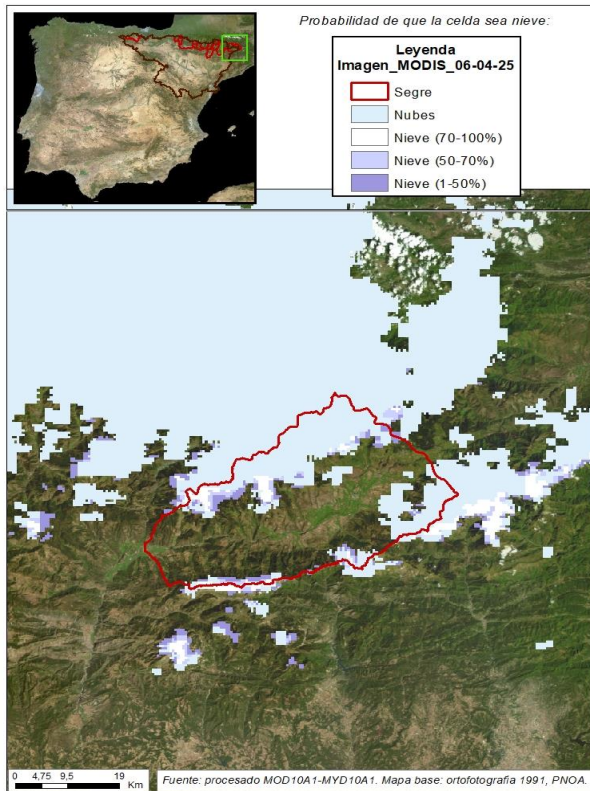 Probabilidad de que la celda sea nieve:
Leyenda
Imagen_MODIS_06-04-25
Segre
Nubes
Nieve (70-100%)
Nieve (50-70%)
Nieve (1-50%)
0 4,75 9,5 19
Km
Fuente: procesado MOD10A1-MYD10A1. Mapa base: ortofotografia 1991, PNOA.